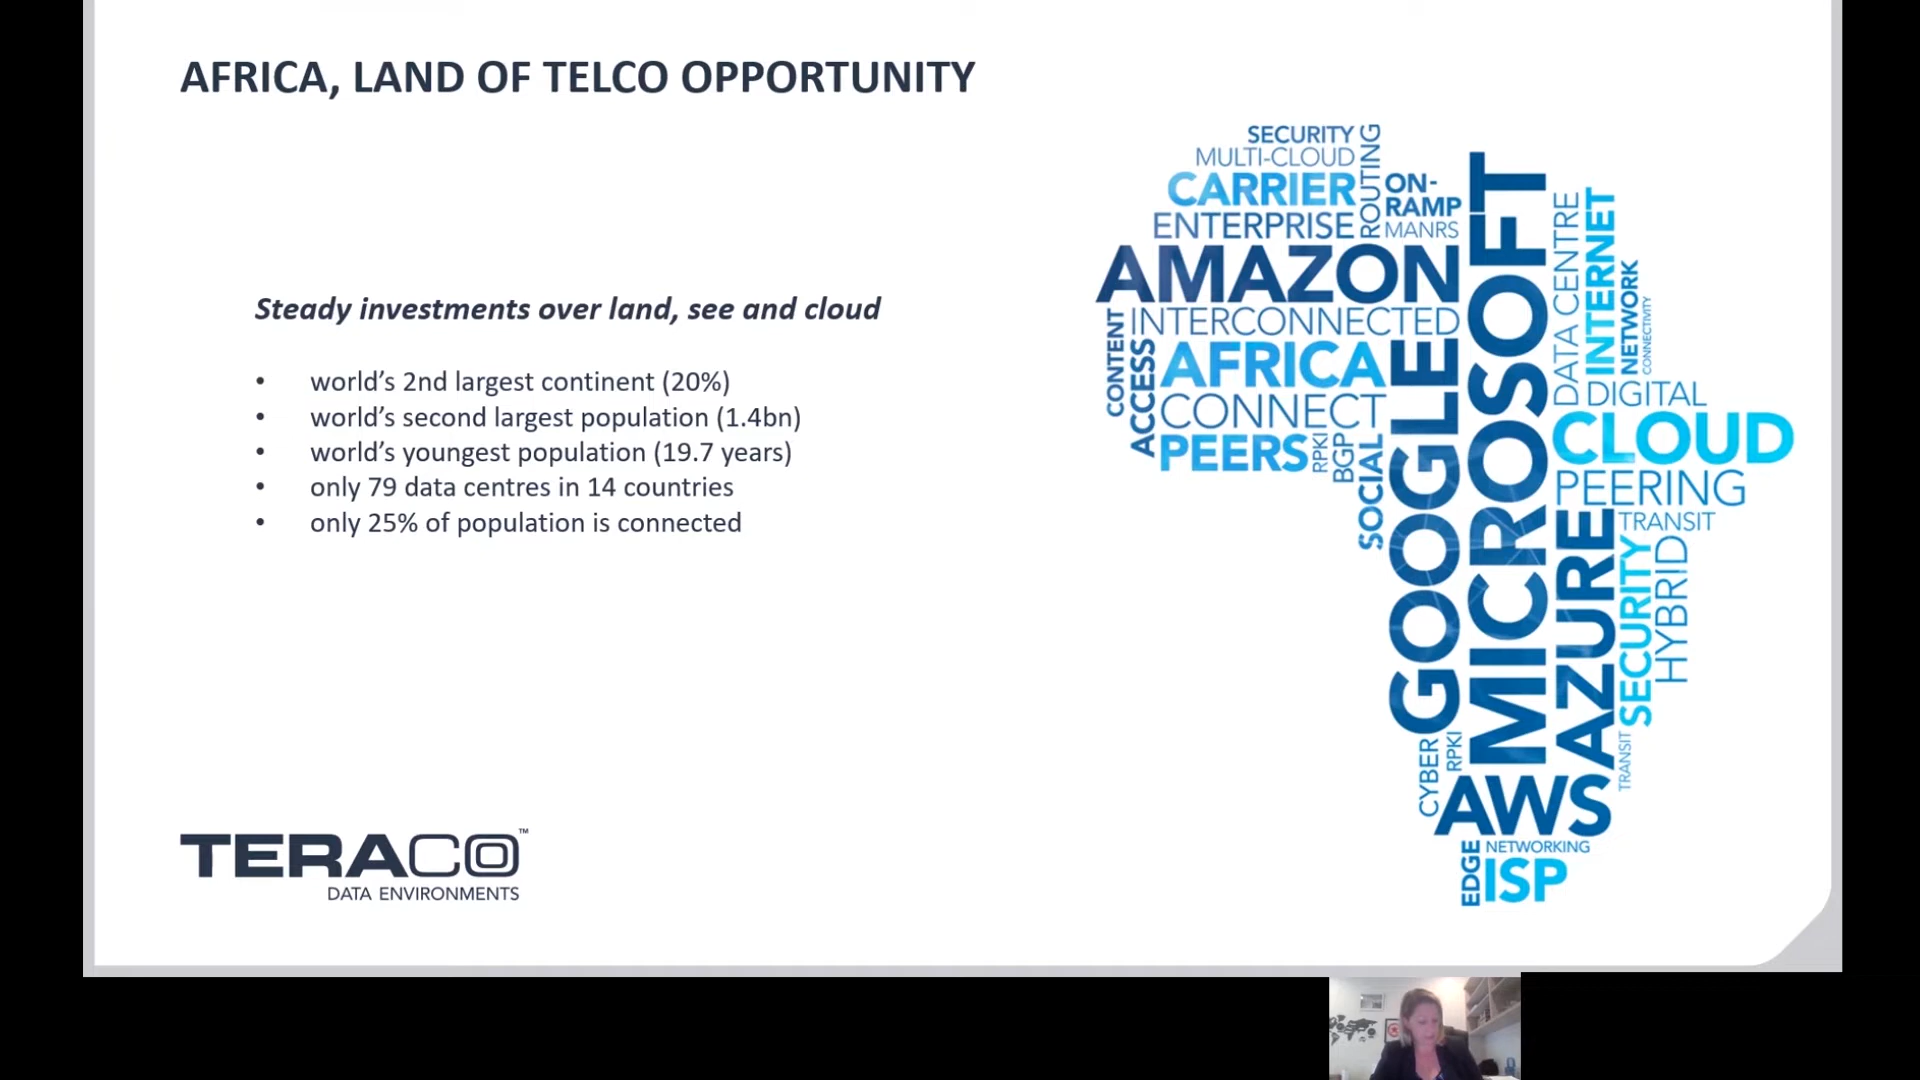 AFRICA, LAND OF TELCO OPPORTUNITY
Steady investments over land, see and cloud
• world’s 2nd largest continent (20%)
• world’s second largest population (1.4bn)
• world’s youngest population (19.7 years)
• only 79 data centres in 14 countries
• only 25% of population is connected
TERACO™
DATA ENVIRONMENTS
SECURITY
MULTI-CLOUD
CARRIER
ENTERPRISE
ROUTING
ON-
RAMP
MANRS
AMAZON
INTERCONNECTED
CONTENT
ACCESS
AFRICA
CONNECT
PEERS
RPKI
BGP
SOCIAL
GOOGLE
MICROSOFT
DATA CENTRE
INTERNET
NETWORK
CONNECTIVITY
DIGITAL
CLOUD
PEERING
AZURE
TRANSIT
SECURITY
HYBRID
TRANSIT
CYBER
RPKI
AWS
EDGE
NETWORKING
ISP